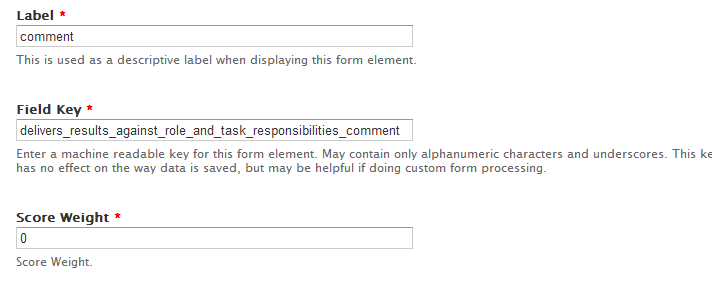 Label *
comment
This is used as a descriptive label when displaying this form element.
Field Key *
delivers_results_against_role_and_task_responsibilities_comment
Enter a machine readable key for this form element. May contain only alphanumeric characters and underscores. This ke
has no effect on the way data is saved, but may be helpful if doing custom form processing.
Score Weight *
0
Score Weight.